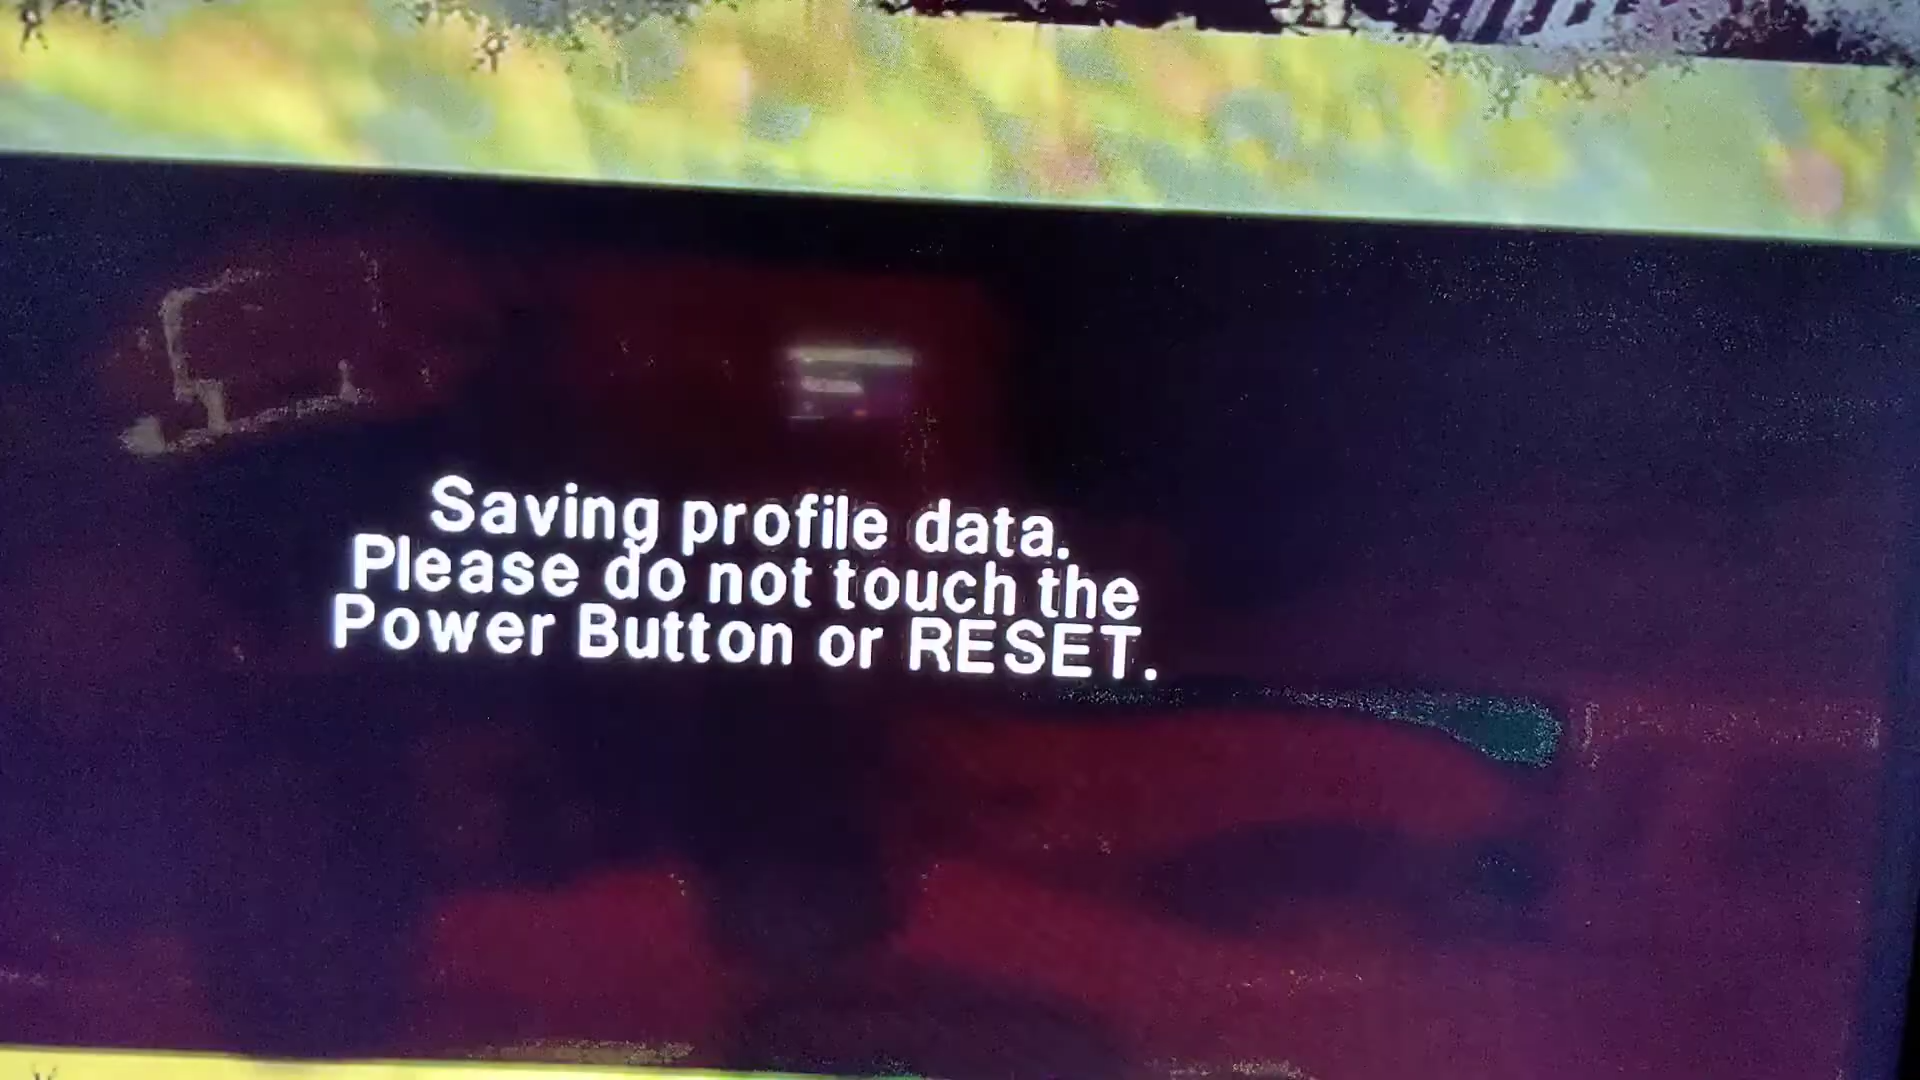 Saving profile data.
Please do not touch the
Power Button or RESET.